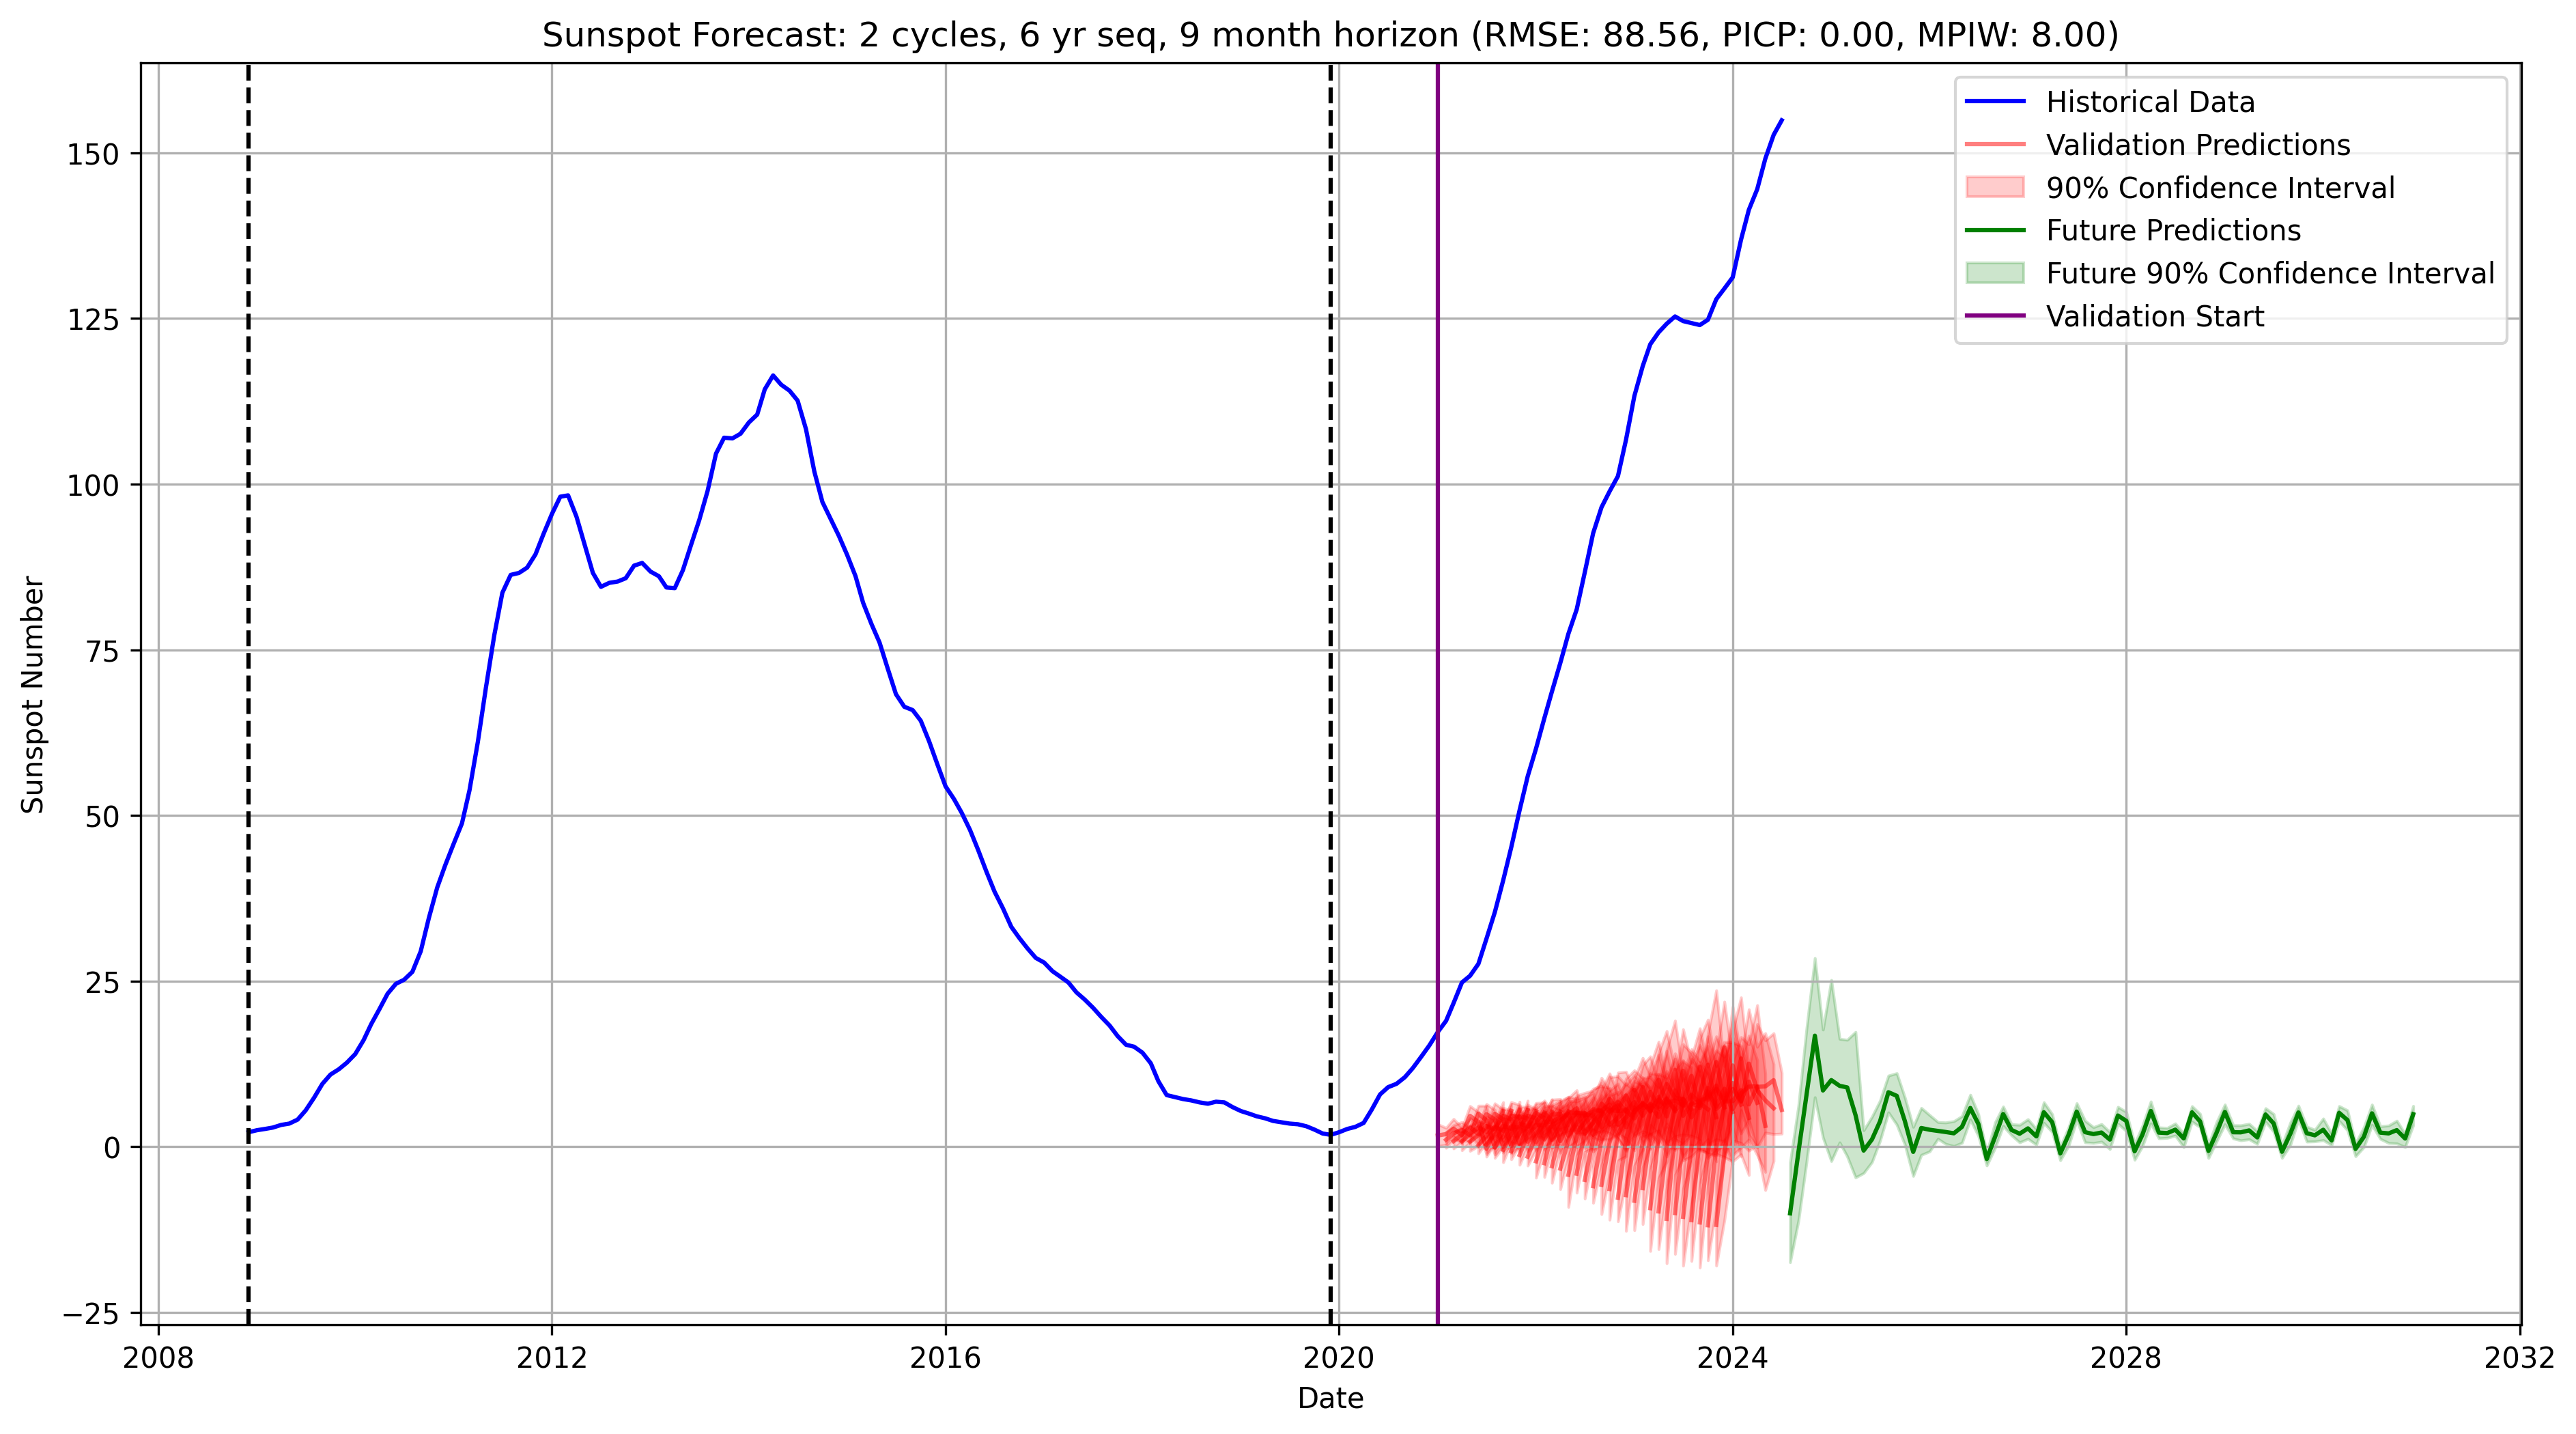 Sunspot Forecast: 2 cycles, 6 yr seq, 9 month horizon (RMSE: 88.56, PICP: 0.00, MPIW: 8.00)
Historical Data
Validation Predictions
90% Confidence Interval
Future Predictions
Future 90% Confidence Interval
Validation Start
Sunspot Number
150
125
100
75
50
25
0
−25
2008 2012 2016 2020 2024 2028 2032
Date